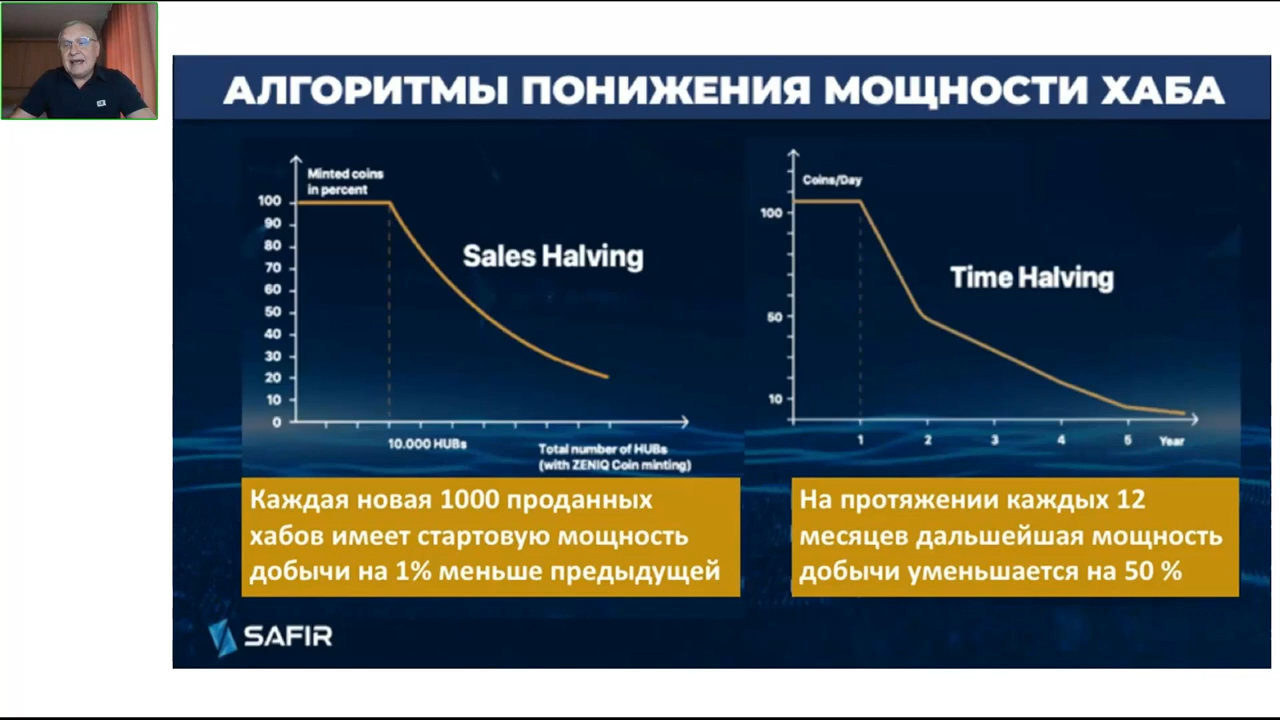 АЛГОРИТМЫ ПОНИЖЕНИЯ МОЩНОСТИ ХАБА
Minted coins
in percent
100
90
80
70
60
50
40
30
20
10
0
Sales Halving
10.000 HUBs
Total number of HUBs
(with ZENIQ Coin minting)
Coins/Day
100
50
10
Time Halving
1
2
3
4
5
Year
Каждая новая 1000 проданных
хабов имеет стартовую мощность
добычи на 1% меньше предыдущей
На протяжении каждых 12
месяцев дальшейшая мощность
добычи уменьшается на 50 %
SAFIR